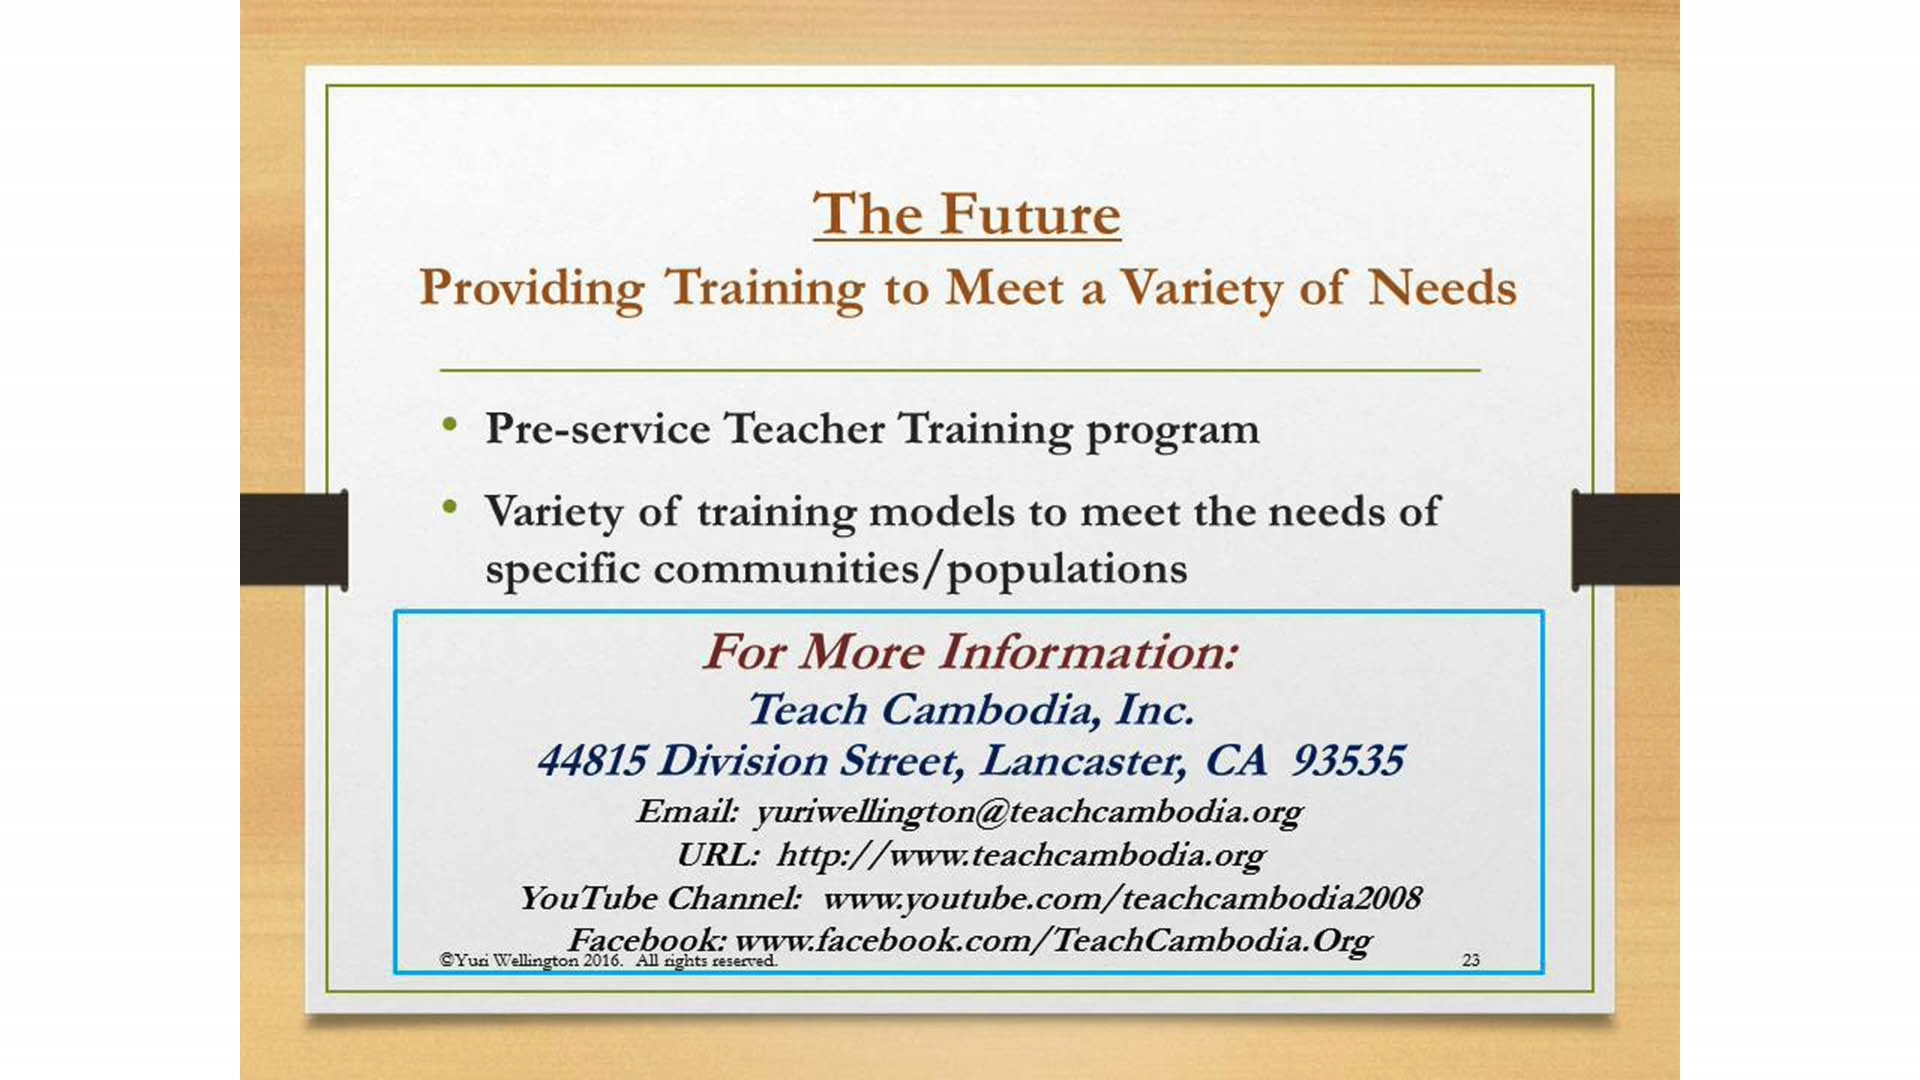 The Future
Providing Training to Meet a Variety of Needs
• Pre-service Teacher Training program
• Variety of training models to meet the needs of
specific communities/populations
For More Information:
Teach Cambodia, Inc.
44815 Division Street, Lancaster, CA 93535
Email: yuriwellington@teachcambodia.org
URL: http://www.teachcambodia.org
YouTube Channel: www.youtube.com/teachcambodia2008
Facebook: www.facebook.com/TeachCambodia.Org
©Yuri Wellington 2016. All rights reserved.
23